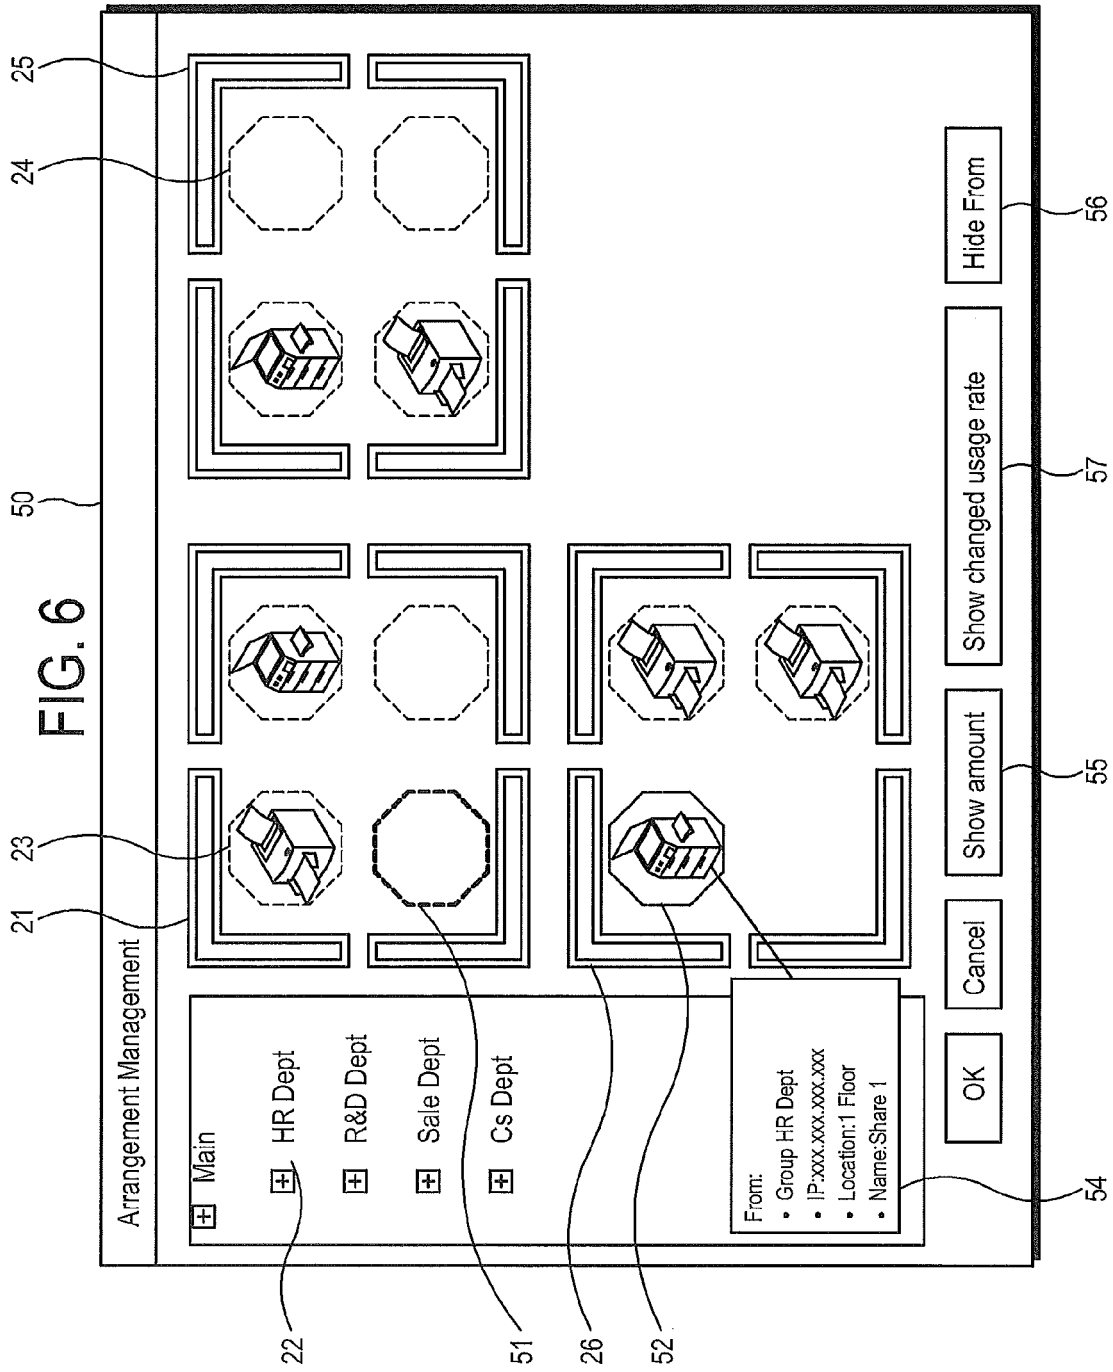 FIG. 6
50
Arrangement Management
21
23
24
25
+ Main
+ HR Dept
+ R&D Dept
+ Sale Dept
+ Cs Dept
From:
• Group HR Dept
• IP:xxx.xxx.xxx.xxx
• Location:1 Floor
• Name:Share 1
OK
Cancel
Show amount
Show changed usage rate
Hide From
22
51
26
52
54
55
57
56